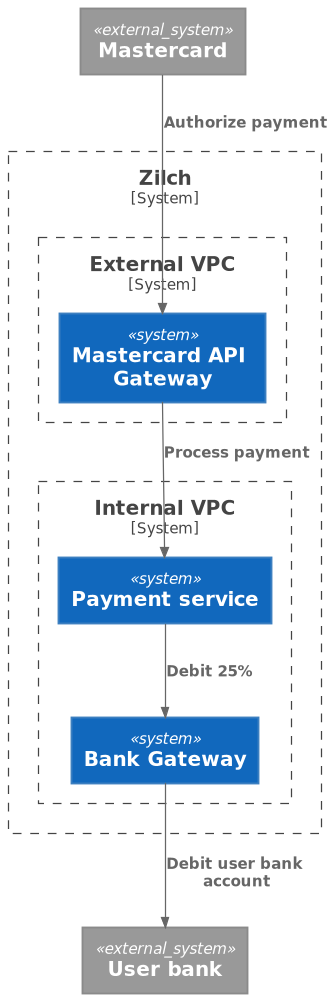 «external_system»
Mastercard
Authorize payment
Zilch
[System]
External VPC
[System]
«system»
Mastercard API
Gateway
Process payment
Internal VPC
[System]
«system»
Payment service
Debit 25%
«system»
Bank Gateway
Debit user bank
account
«external_system»
User bank